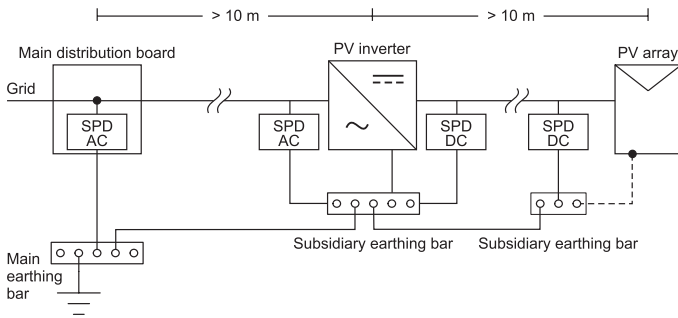 > 10 m
> 10 m
Main distribution board
PV inverter
PV array
Grid
SPD
AC
SPD
AC
SPD
DC
SPD
DC
Subsidiary earthing bar
Subsidiary earthing bar
Main
earthing
bar